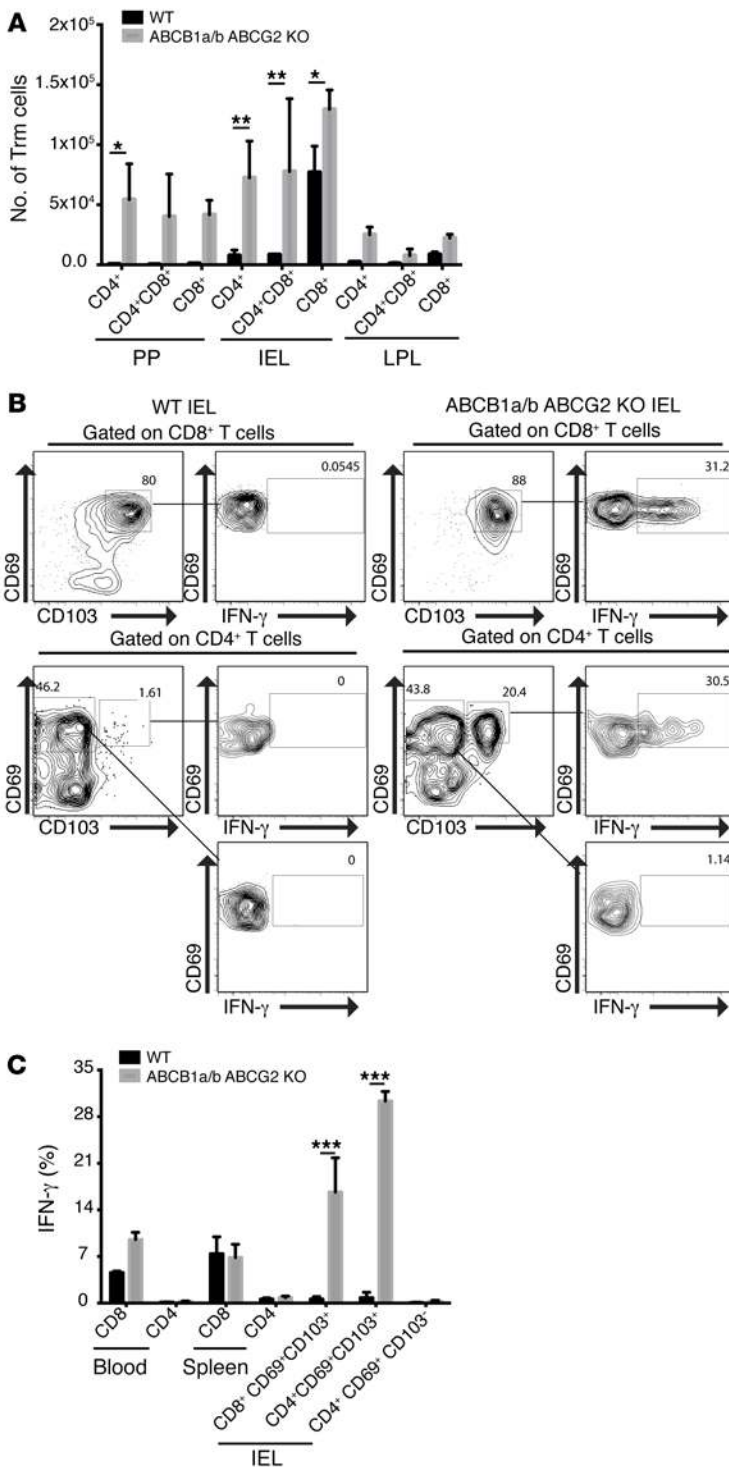 A
WT
ABCB1a/b ABCG2 KO
No. of Trm cells
2x10⁵
1.5x10⁵
1x10⁵
5x10⁴
0.0
* ** ** *
CD4⁺ CD4⁺CD8⁺ CD8⁺ CD4⁺ CD4⁺CD8⁺ CD8⁺ CD4⁺ CD4⁺CD8⁺ CD8⁺
PP IEL LPL
B
WT IEL ABCB1a/b ABCG2 KO IEL
Gated on CD8⁺ T cells Gated on CD8⁺ T cells
80 0.0545 88 31.2
CD69 CD69 CD69 CD69
CD103 IFN-γ CD103 IFN-γ
Gated on CD4⁺ T cells Gated on CD4⁺ T cells
46.2 1.61 0 43.8 20.4 30.5
CD69 CD69 CD69 CD69
CD103 IFN-γ CD103 IFN-γ
0 1.14
CD69 CD69
IFN-γ IFN-γ
C
WT
ABCB1a/b ABCG2 KO
IFN-γ (%)
35
28
21
14
7
0
*** ***
CD8 CD4 CD8 CD4 CD8⁺ CD69⁺CD103⁺ CD4⁺CD69⁺CD103⁺ CD4⁺ CD69⁺ CD103⁻
Blood Spleen
IEL